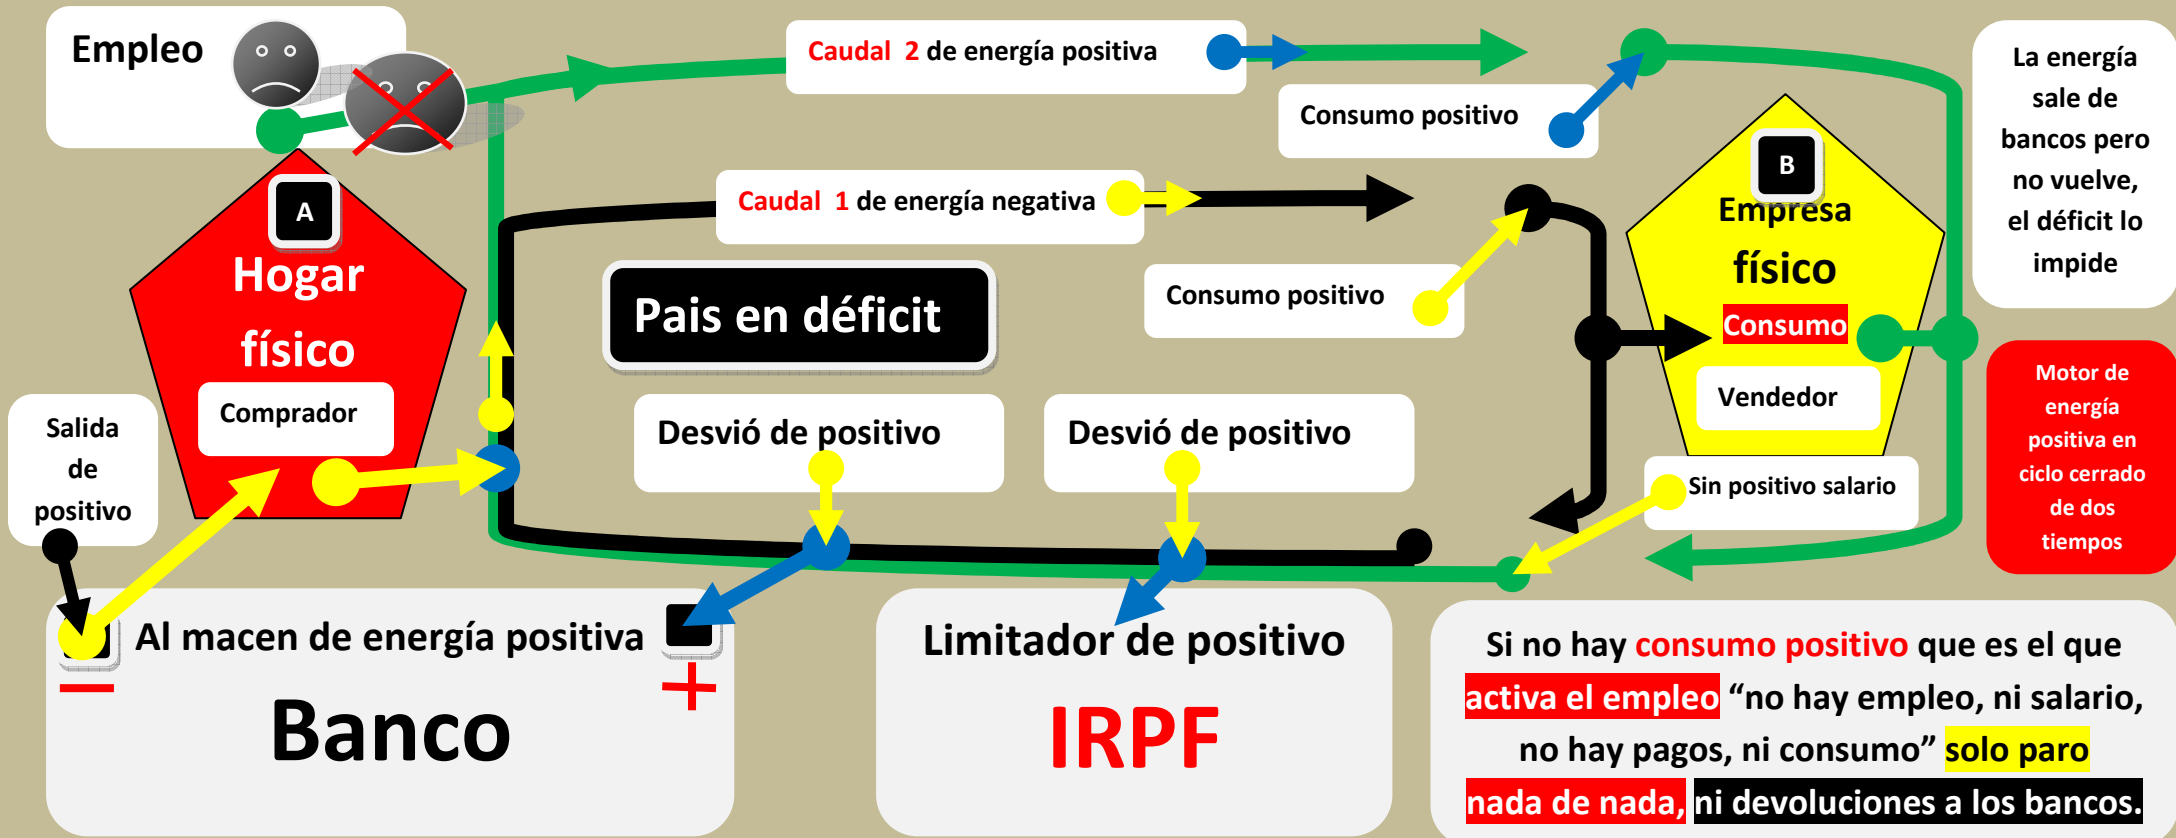 Empleo
Caudal 2 de energía positiva
Consumo positivo
La energía
sale de
bancos pero
no vuelve,
el déficit lo
impide
A
Hogar
físico
Comprador
Caudal 1 de energía negativa
Consumo positivo
Pais en déficit
B
Empresa
físico
Consumo
Vendedor
Salida
de
positivo
Desvió de positivo
Desvió de positivo
Sin positivo salario
Motor de
energía
positiva en
ciclo cerrado
de dos
tiempos
Al macen de energía positiva
Banco
Limitador de positivo
IRPF
Si no hay consumo positivo que es el que
activa el empleo “no hay empleo, ni salario,
no hay pagos, ni consumo” solo paro
nada de nada, ni devoluciones a los bancos.